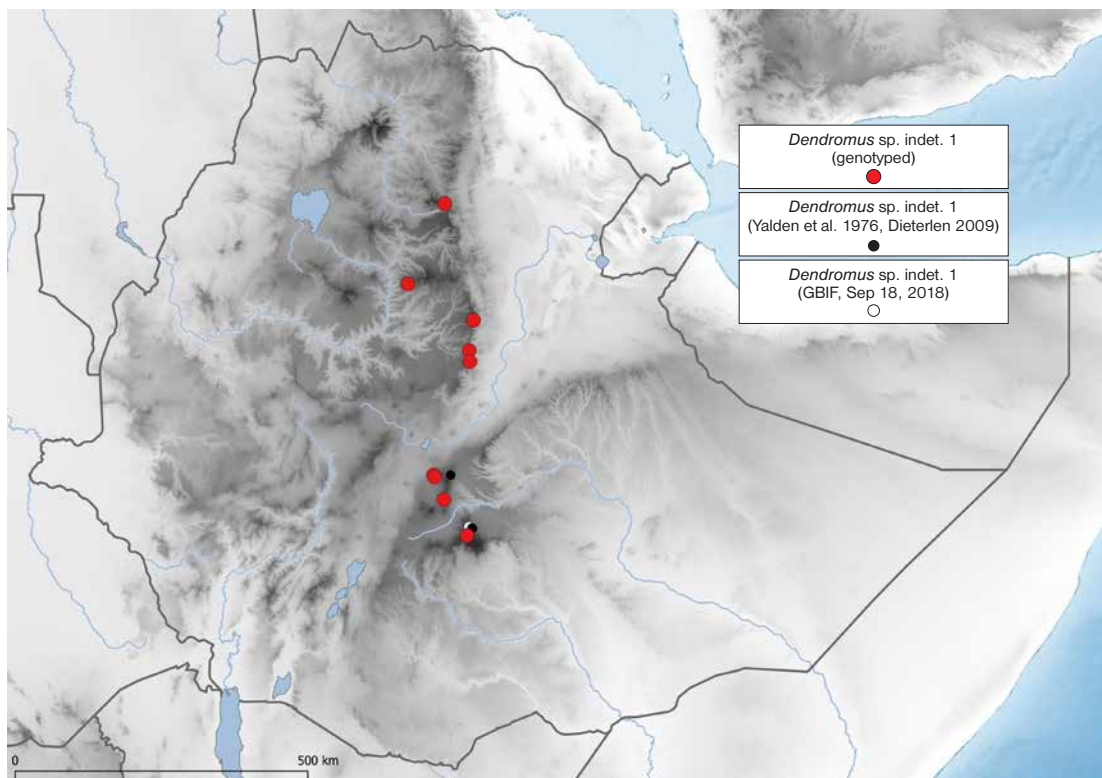 Dendromus sp. indet. 1
(genotyped)
Dendromus sp. indet. 1
(Yalden et al. 1976, Dieterlen 2009)
Dendromus sp. indet. 1
(GBIF, Sep 18, 2018)
0 500 km